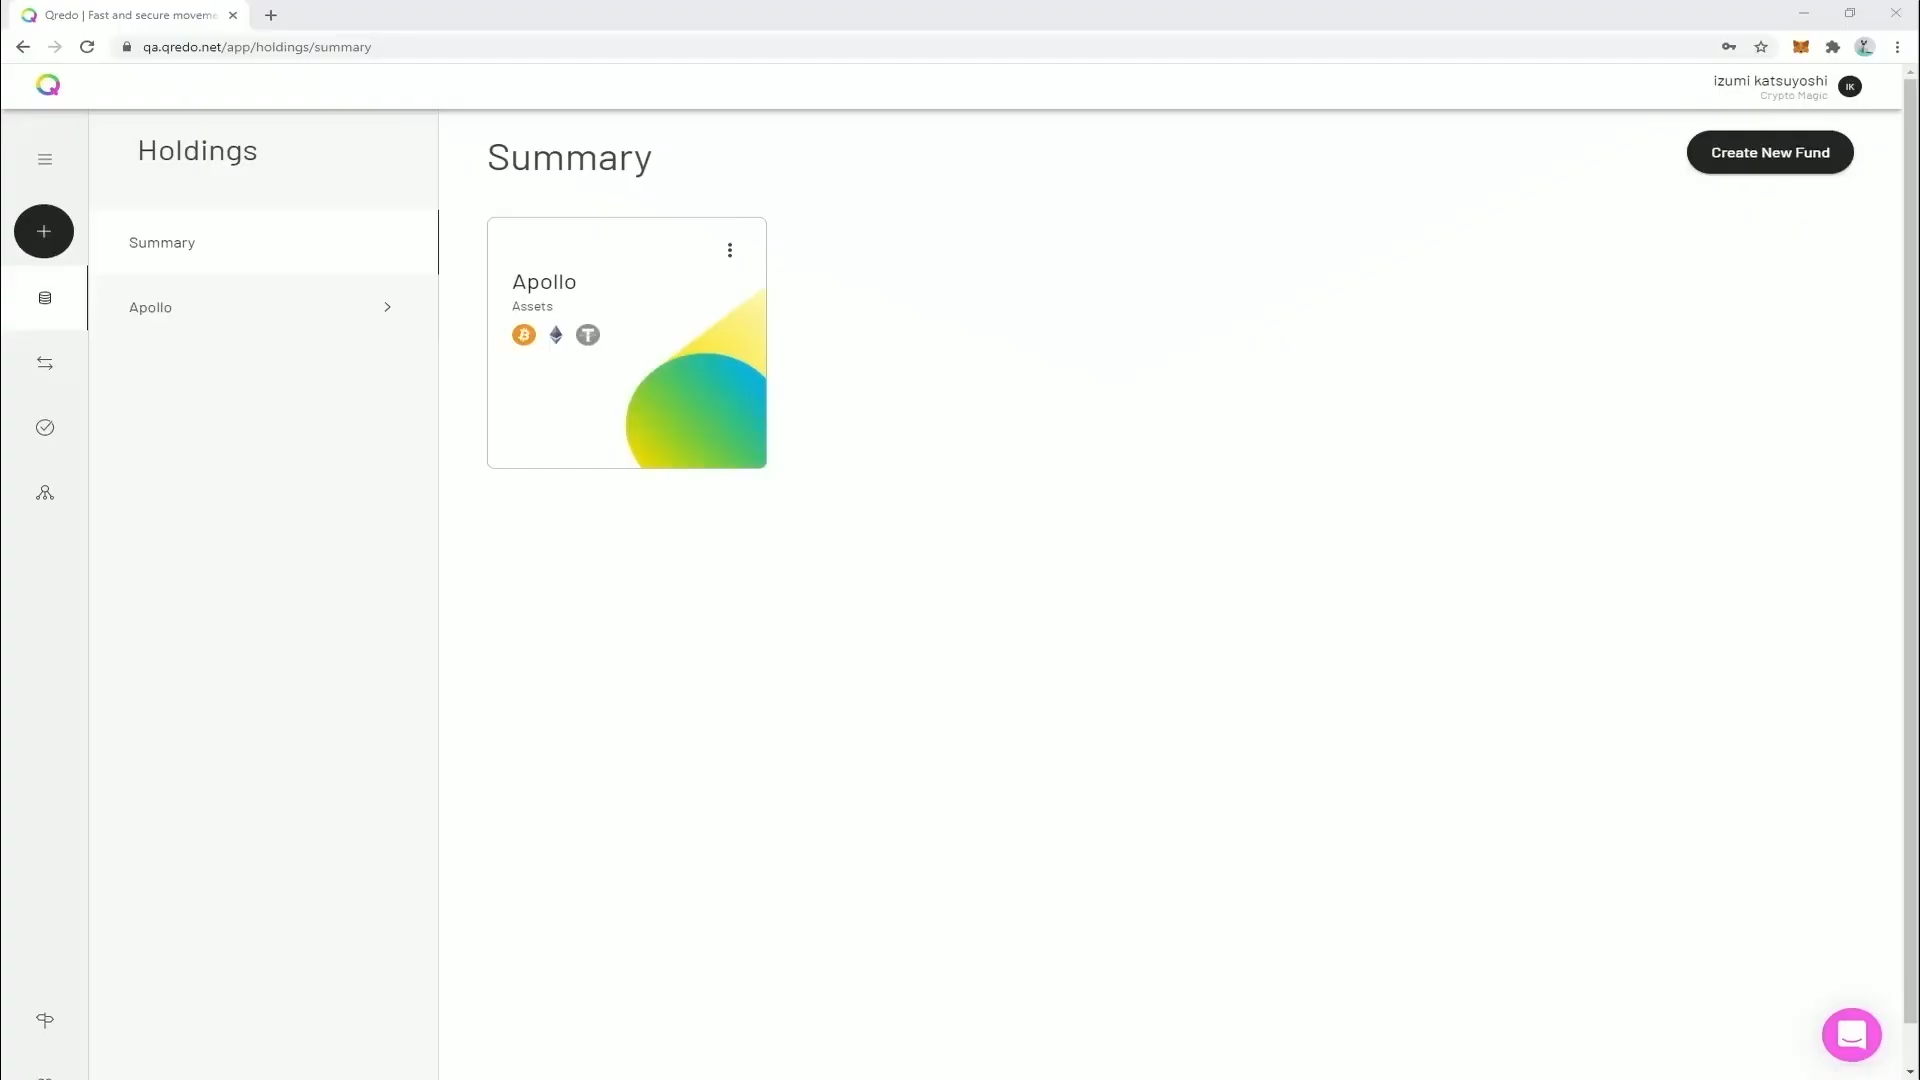 Qredo | Fast and secure moveme
qa.qredo.net/app/holdings/summary
izumi katsuyoshi
Crypto Magic
IK
Holdings
Summary
Create New Fund
Summary
Apollo
Apollo
Assets